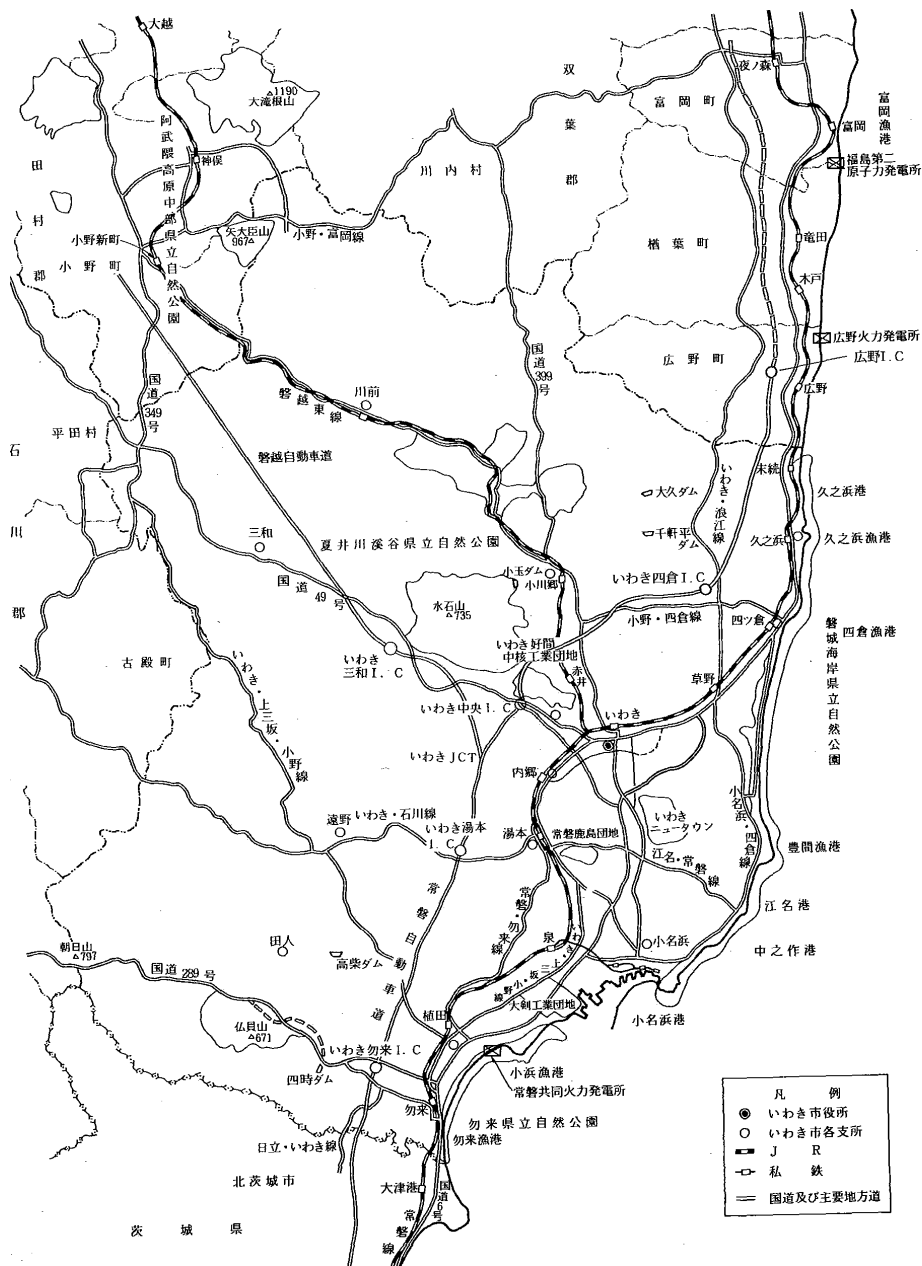 大越
△1190
大滝根山
阿武隈高原中部県立自然公園
神俣
田村郡
小野新町
小野町
矢大臣山
967△
小野・富岡線
川内村
双葉郡
夜ノ森
富岡町
富岡
富岡漁港
福島第二
原子力発電所
楢葉町
竜田
木戸
広野火力発電所
広野町
広野I.C
広野
国道399号
国道349号
石川郡
平田村
磐越東線
川前
磐越自動車道
末続
久之浜港
いわき・浪江線
大久ダム
千軒平
ダム
久之浜
久之浜漁港
三和
夏井川渓谷県立自然公園
国道49号
小玉ダム
小川郷
いわき四倉I.C
水石山
△735
小野・四倉線
四ツ倉
四倉漁港
磐城海岸県立自然公園
古殿町
いわき
三和I.C
いわき好間
中核工業団地
赤井
草野
いわき・上三坂・小野線
いわき中央I.C
いわき
いわきJCT
内郷
小名浜・四倉線
いわき
ニュータウン
遠野
いわき・石川線
いわき湯本
I.C
湯本
常磐鹿島団地
江名・常磐線
豊間漁港
江名港
常磐自動車道
常磐・勿来線
朝日山
△797
田人
高柴ダム
泉
小名浜
中之作港
国道289号
いわき・上三坂・小野線
大剣工業団地
小名浜港
植田
仏具山
△671
いわき勿来I.C
四時ダム
小浜漁港
常磐共同火力発電所
勿来
勿来県立自然公園
勿来漁港
日立・いわき線
北茨城市
大津港
国道6号
常磐線
茨城県
凡例
いわき市役所
いわき市各支所
JR
私鉄
国道及び主要地方道